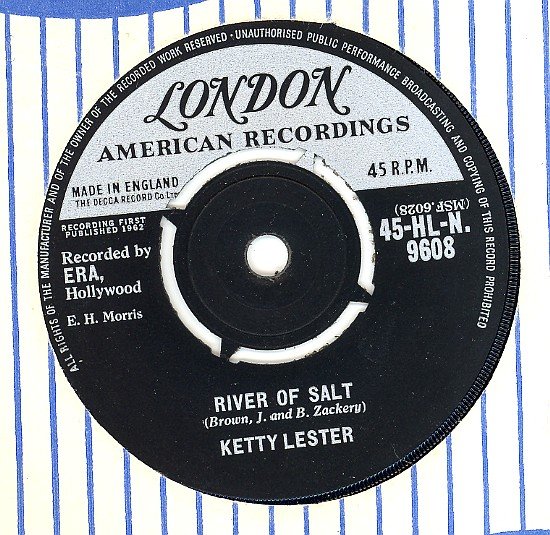 ALL RIGHTS OF THE MANUFACTURER AND OF THE OWNER OF THE RECORDED WORK RESERVED · UNAUTHORISED PUBLIC PERFORMANCE BROADCASTING AND COPYING OF THIS RECORD PROHIBITED
LONDON
AMERICAN RECORDINGS
45 R.P.M.
MADE IN ENGLAND
THE DECCA RECORD Co Ltd
RECORDING FIRST
PUBLISHED 1962
(MSF.6028)
45-HL-N.
9608
Recorded by
ERA,
Hollywood
E. H. Morris
RIVER OF SALT
(Brown, J. and B. Zackery)
KETTY LESTER